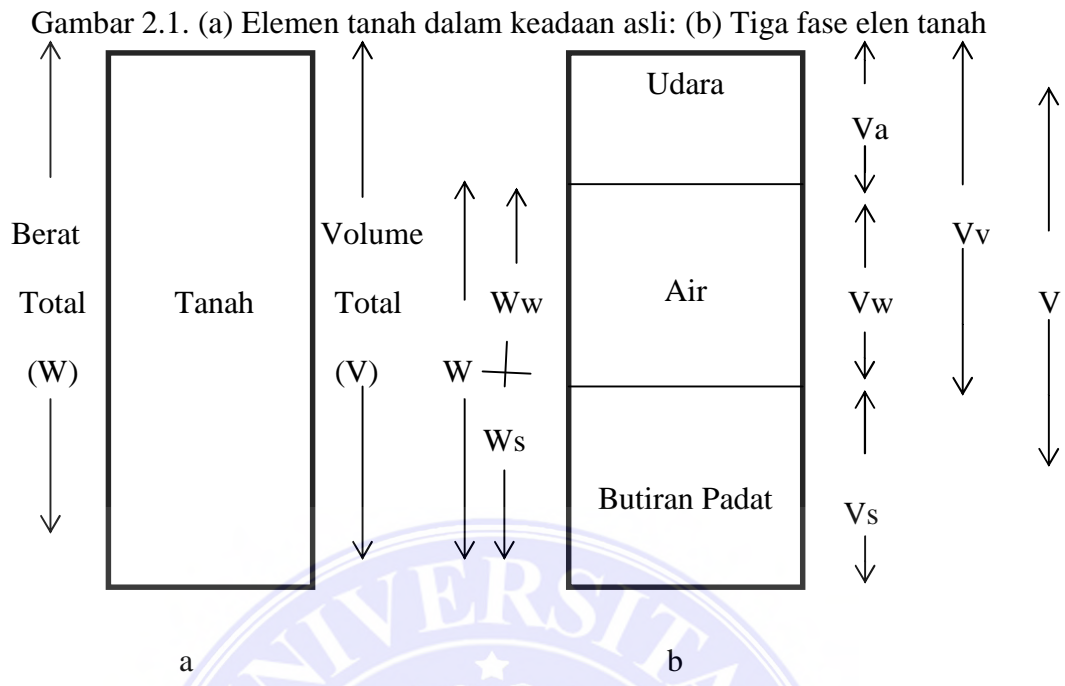 Gambar 2.1. (a) Elemen tanah dalam keadaan asli: (b) Tiga fase elen tanah
Udara
Va
Berat
Total
(W)
Tanah
Volume
Total
(V)
W
Ww
Ws
Air
Butiran Padat
Vw
Vs
Vv
V
a
b
UNIVERSITA